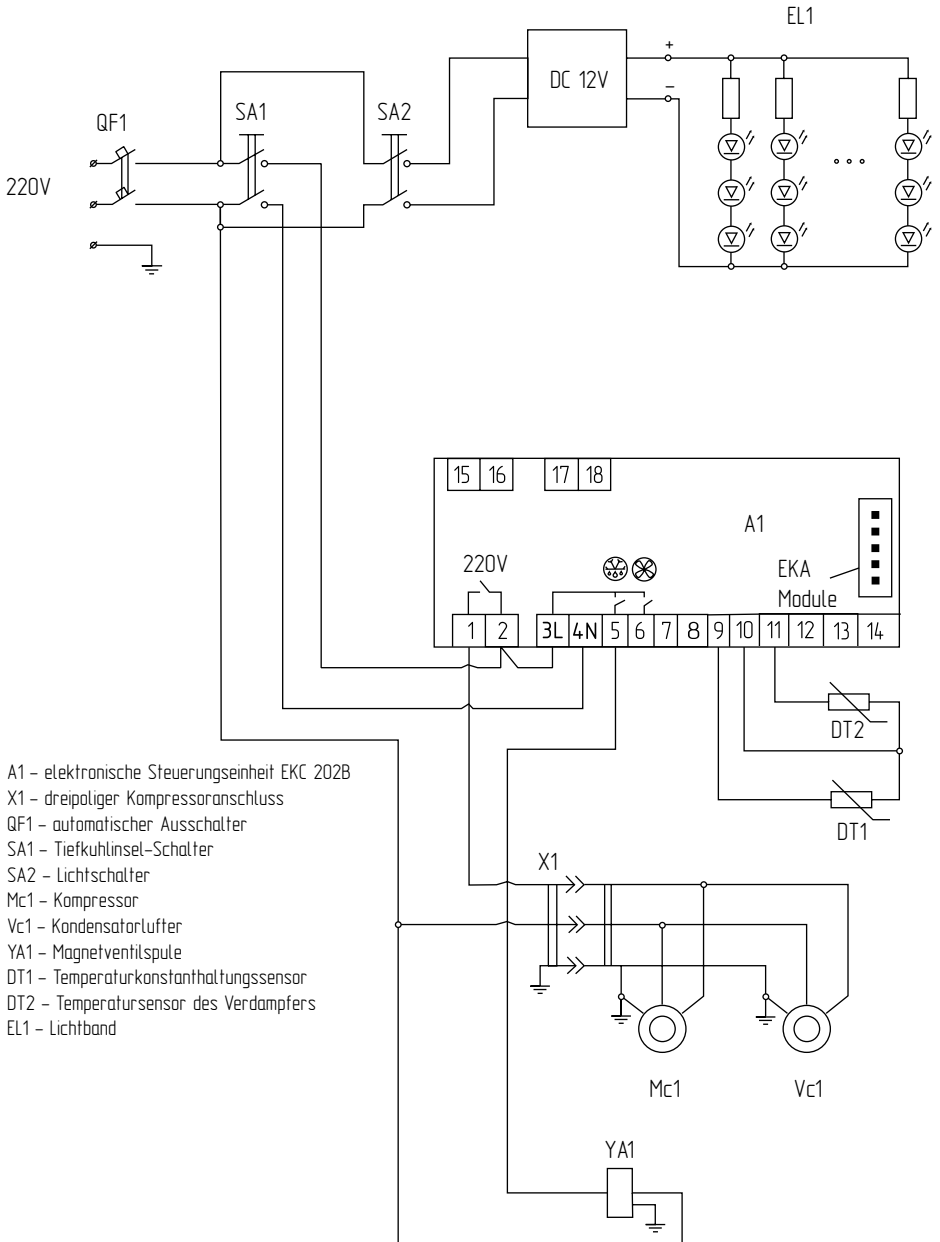 EL1
+
DC 12V
−
SA1
SA2
QF1
220V
15 16 17 18
A1
220V
EKA
Module
1 2 3L 4N 5 6 7 8 9 10 11 12 13 14
DT2
DT1
A1 – elektronische Steuerungseinheit EKC 202B
X1 – dreipoliger Kompressoranschluss
QF1 – automatischer Ausschalter
SA1 – Tiefkuhlinsel-Schalter
SA2 – Lichtschalter
Mc1 – Kompressor
Vc1 – Kondensatorlufter
YA1 – Magnetventilspule
DT1 – Temperaturkonstanthaltungssensor
DT2 – Temperatursensor des Verdampfers
EL1 – Lichtband
X1
Mc1
Vc1
YA1